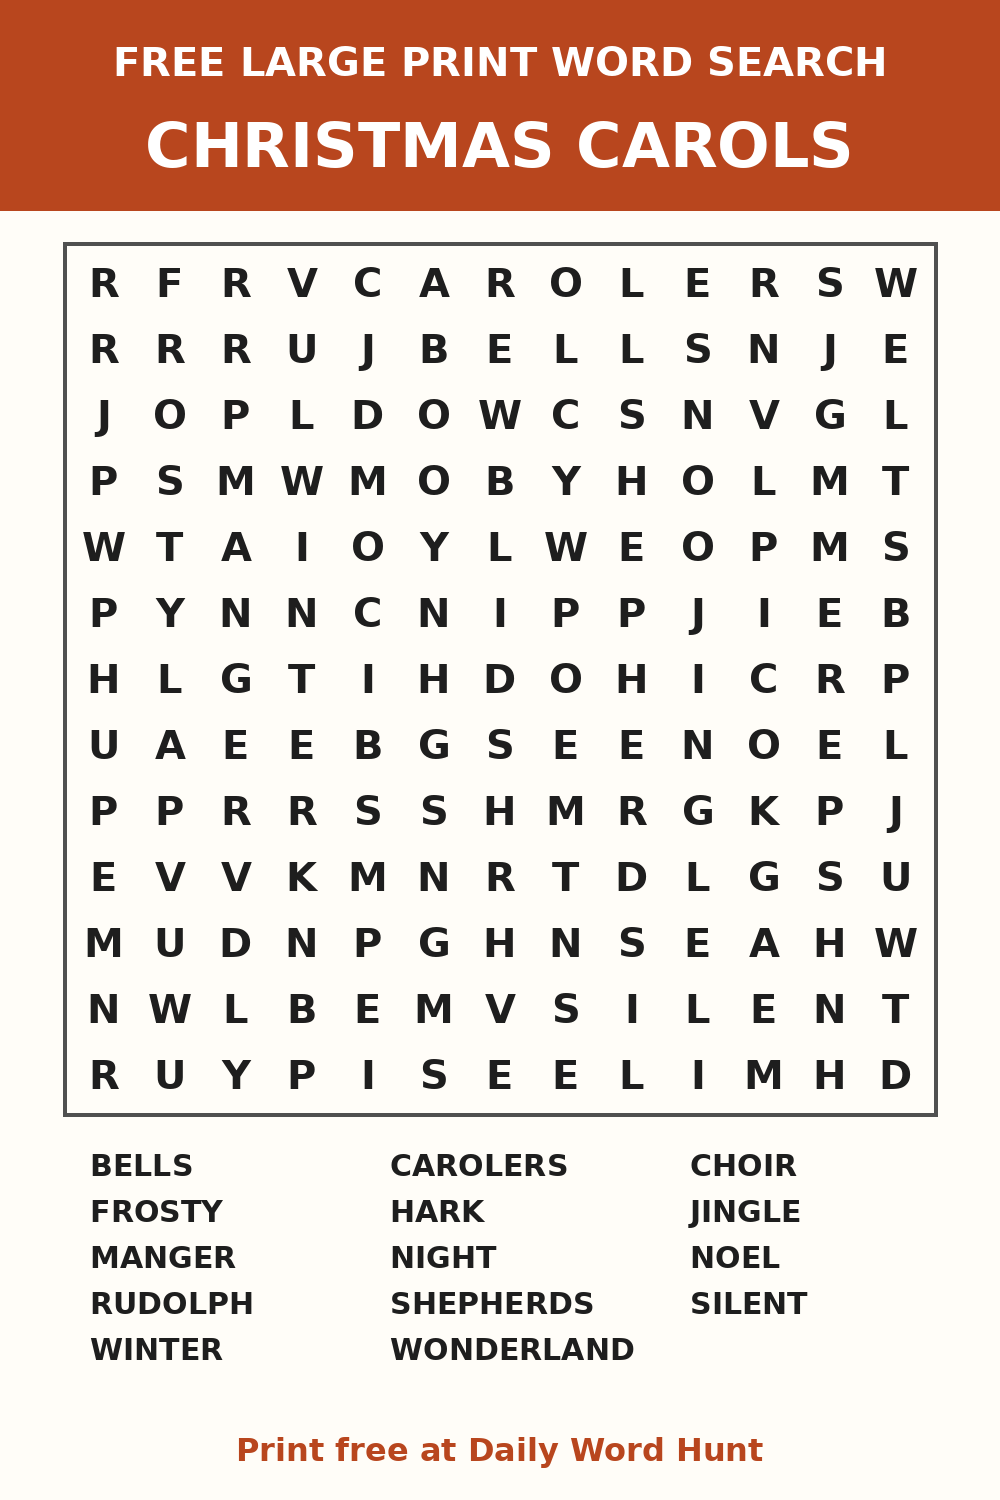 FREE LARGE PRINT WORD SEARCH
CHRISTMAS CAROLS
R F R V C A R O L E R S W
R R R U J B E L L S N J E
J O P L D O W C S N V G L
P S M W M O B Y H O L M T
W T A I O Y L W E O P M S
P Y N N C N I P P J I E B
H L G T I H D O H I C R P
U A E E B G S E E N O E L
P P R R S S H M R G K P J
E V V K M N R T D L G S U
M U D N P G H N S E A H W
N W L B E M V S I L E N T
R U Y P I S E E L I M H D
BELLS CAROLERS CHOIR
FROSTY HARK JINGLE
MANGER NIGHT NOEL
RUDOLPH SHEPHERDS SILENT
WINTER WONDERLAND
Print free at Daily Word Hunt